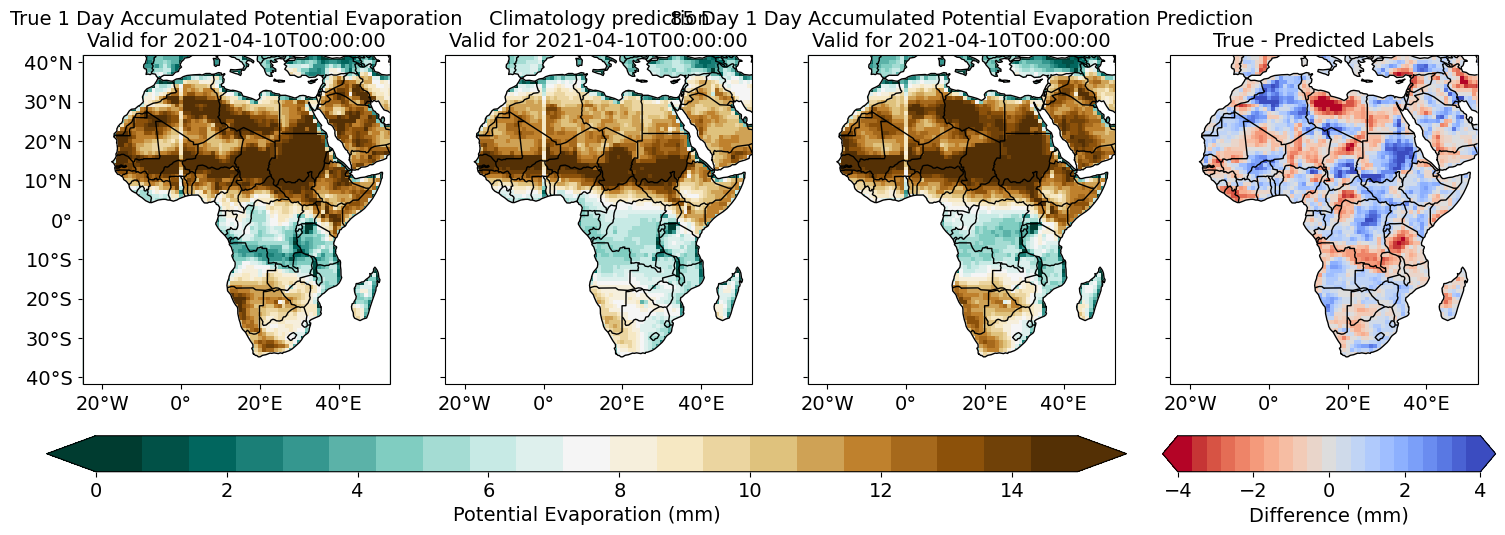 True 1 Day Accumulated Potential Evaporation
Valid for 2021-04-10T00:00:00
Climatology prediction
Valid for 2021-04-10T00:00:00
85 Day 1 Day Accumulated Potential Evaporation Prediction
Valid for 2021-04-10T00:00:00
True - Predicted Labels
40°N
30°N
20°N
10°N
0°
10°S
20°S
30°S
40°S
20°W 0° 20°E 40°E
20°W 0° 20°E 40°E
20°W 0° 20°E 40°E
20°W 0° 20°E 40°E
0 2 4 6 8 10 12 14
Potential Evaporation (mm)
−4 −2 0 2 4
Difference (mm)